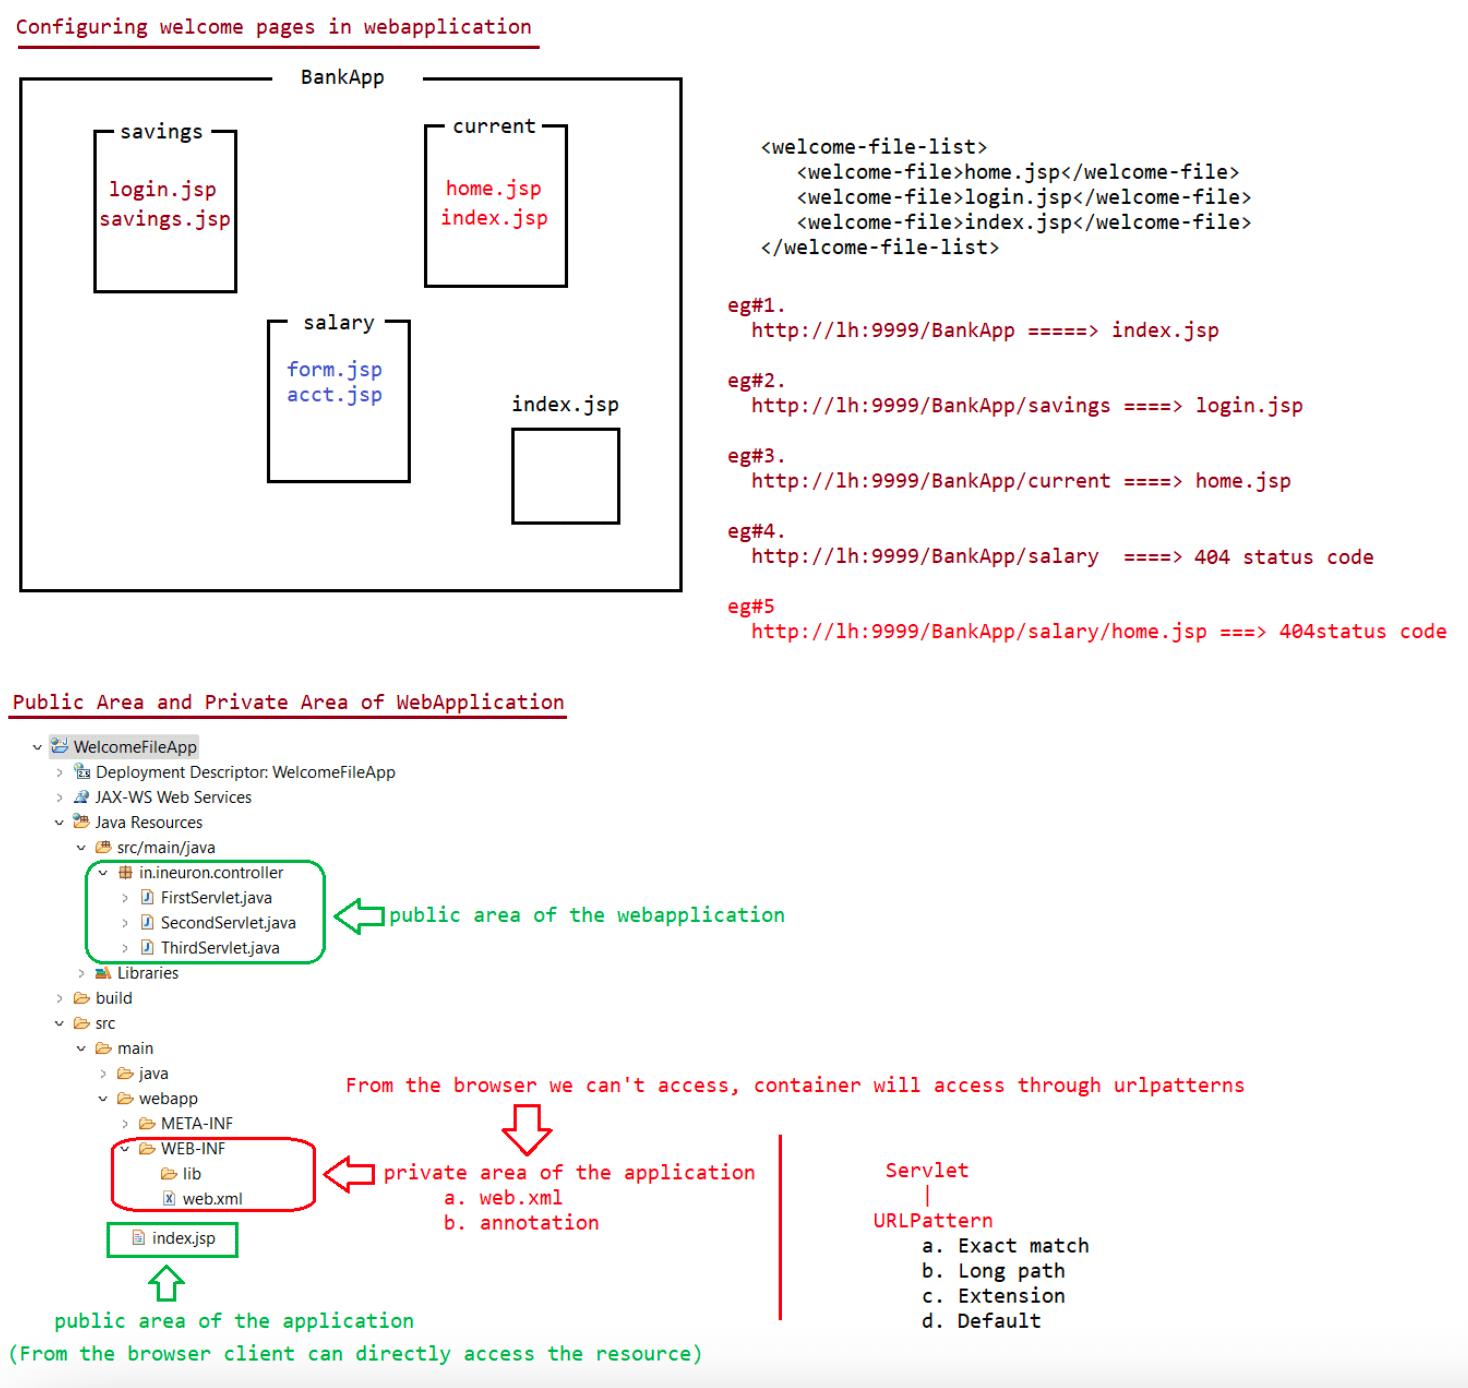 Configuring welcome pages in webapplication
BankApp
savings
login.jsp
savings.jsp
current
home.jsp
index.jsp
salary
form.jsp
acct.jsp
index.jsp
<welcome-file-list>
<welcome-file>home.jsp</welcome-file>
<welcome-file>login.jsp</welcome-file>
<welcome-file>index.jsp</welcome-file>
</welcome-file-list>
eg#1.
http://lh:9999/BankApp =====> index.jsp
eg#2.
http://lh:9999/BankApp/savings ====> login.jsp
eg#3.
http://lh:9999/BankApp/current ====> home.jsp
eg#4.
http://lh:9999/BankApp/salary ====> 404 status code
eg#5
http://lh:9999/BankApp/salary/home.jsp ===> 404status code
Public Area and Private Area of WebApplication
WelcomeFileApp
Deployment Descriptor: WelcomeFileApp
JAX-WS Web Services
Java Resources
src/main/java
in.ineuron.controller
FirstServlet.java
SecondServlet.java
ThirdServlet.java
public area of the webapplication
Libraries
build
src
main
java
webapp
META-INF
WEB-INF
lib
web.xml
index.jsp
From the browser we can't access, container will access through urlpatterns
private area of the application
a. web.xml
b. annotation
Servlet
|
URLPattern
a. Exact match
b. Long path
c. Extension
d. Default
public area of the application
(From the browser client can directly access the resource)